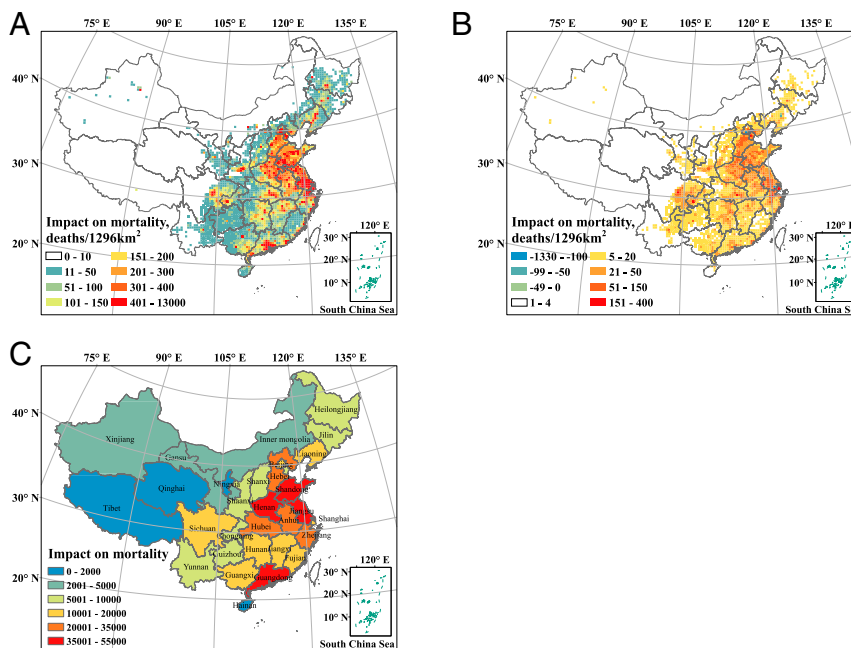 A
75° E
90° E
105° E
120° E
135° E
40° N
30° N
20° N
Impact on mortality,
deaths/1296km²
0 - 10
11 - 50
51 - 100
101 - 150
151 - 200
201 - 300
301 - 400
401 - 13000
120° E
30° N
20° N
10° N
South China Sea
B
75° E
90° E
105° E
120° E
135° E
40° N
30° N
20° N
Impact on mortality,
deaths/1296km²
-1330 - -100
-99 - -50
-49 - 0
1 - 4
5 - 20
21 - 50
51 - 150
151 - 400
120° E
30° N
20° N
10° N
South China Sea
C
75° E
90° E
105° E
120° E
135° E
40° N
30° N
20° N
Heilongjiang
Jilin
Xinjiang
Inner mongolia
Liaoning
Gansu
Hebei
Ningxia
Shanxi
Shandong
Qinghai
Shaanxi
Henan
Jiangsu
Tibet
Anhui
Shanghai
Sichuan
Hubei
Chongqing
Zhejiang
Hunan
Jiangxi
Guizhou
Fujian
Yunnan
Guangxi
Guangdong
Hainan
Impact on mortality
0 - 2000
2001 - 5000
5001 - 10000
10001 - 20000
20001 - 35000
35001 - 55000
120° E
30° N
20° N
10° N
South China Sea